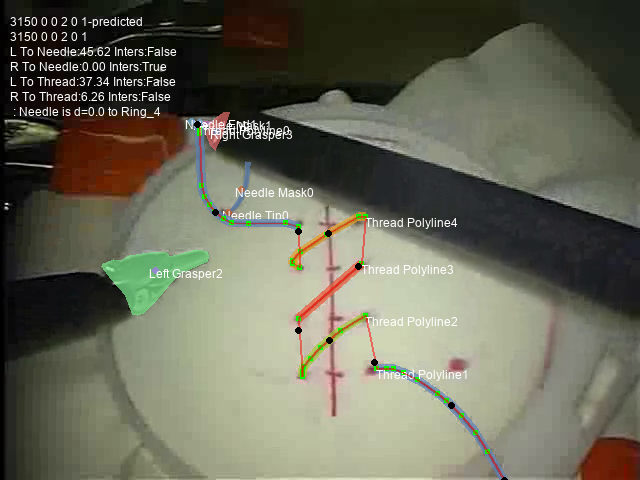 3150 0 0 2 0 1-predicted
3150 0 0 2 0 1
L To Needle:45.62 Inters:False
R To Needle:0.00 Inters:True
L To Thread:37.34 Inters:False
R To Thread:6.26 Inters:False
: Needle is d=0.0 to Ring_4
Right Grasper3
Needle Mask0
Needle Tip0
Thread Polyline4
Left Grasper2
Thread Polyline3
Thread Polyline2
Thread Polyline1